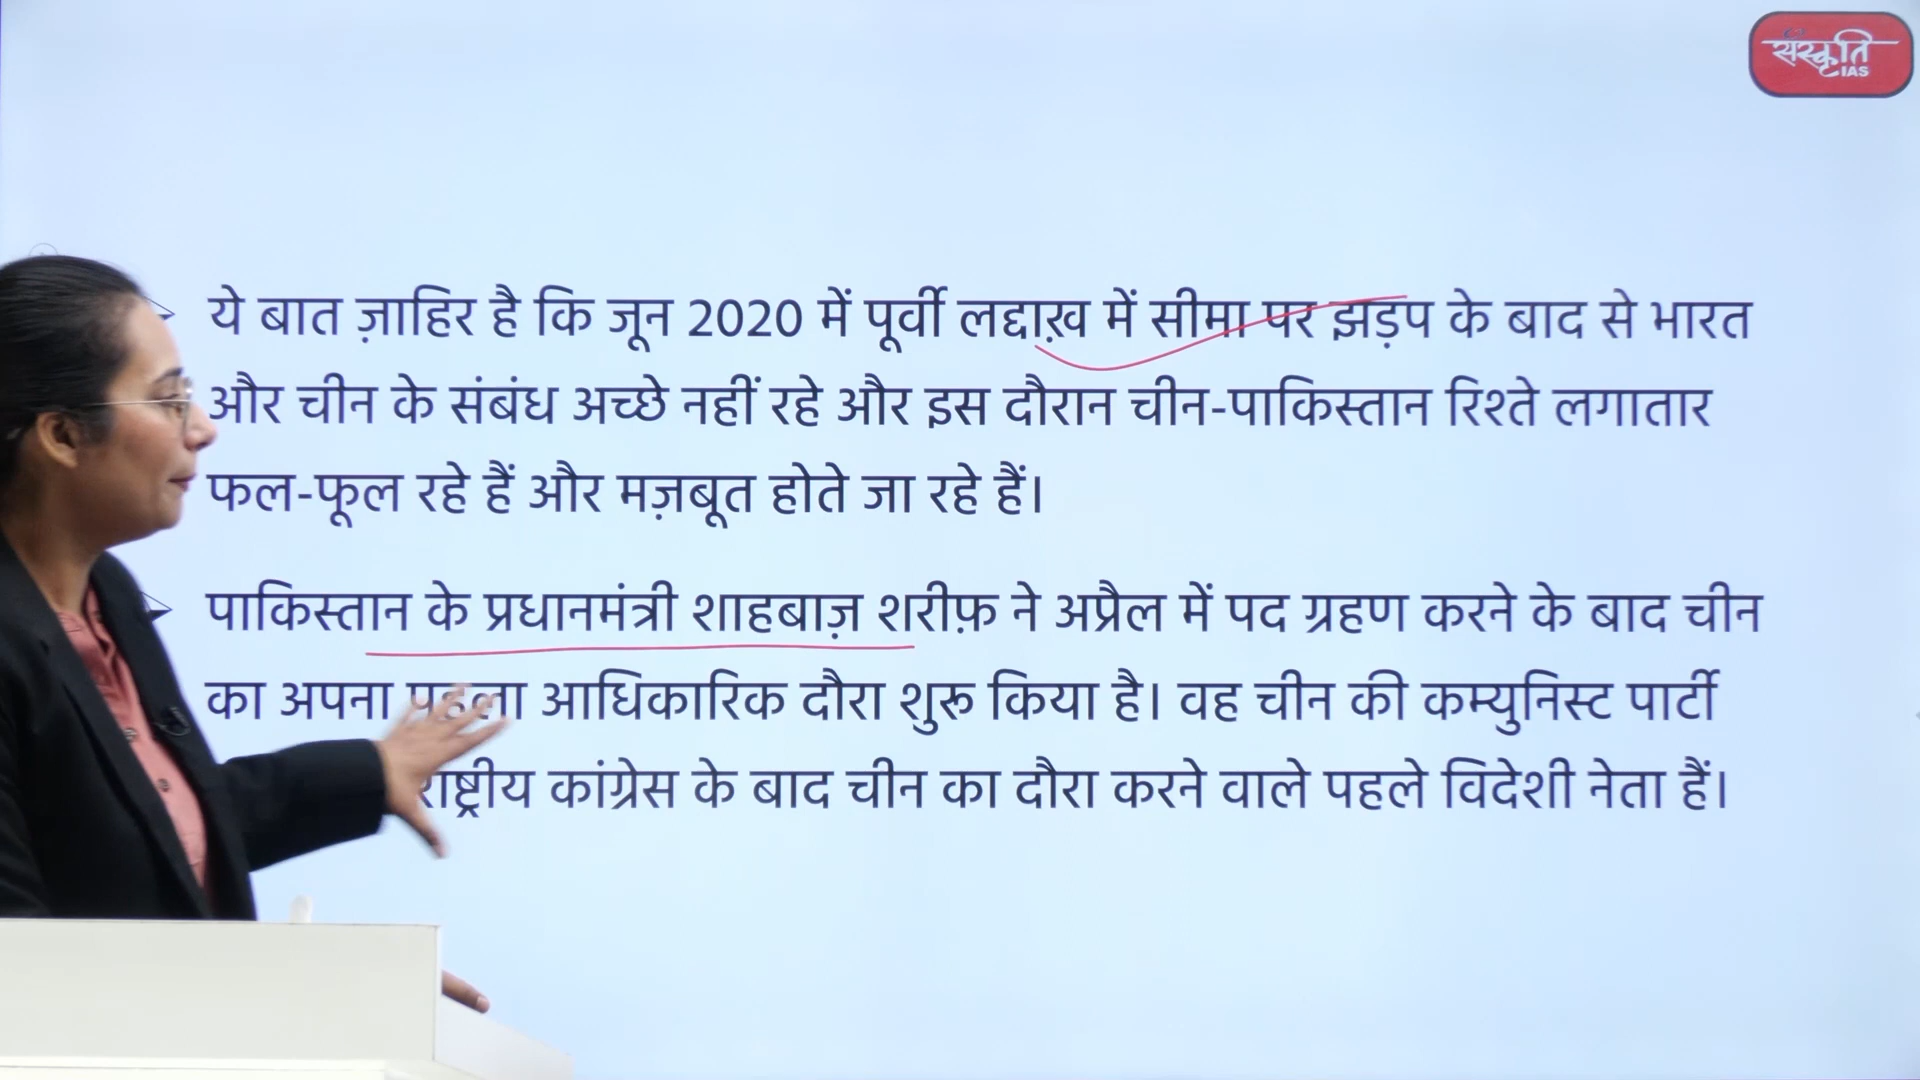 संस्कृति
IAS
ये बात ज़ाहिर है कि जून 2020 में पूर्वी लद्दाख़ में सीमा पर झड़प के बाद से भारत
और चीन के संबंध अच्छे नहीं रहे और इस दौरान चीन-पाकिस्तान रिश्ते लगातार
फल-फूल रहे हैं और मज़बूत होते जा रहे हैं।
पाकिस्तान के प्रधानमंत्री शाहबाज़ शरीफ़ ने अप्रैल में पद ग्रहण करने के बाद चीन
का अपना पहला आधिकारिक दौरा शुरू किया है। वह चीन की कम्युनिस्ट पार्टी
राष्ट्रीय कांग्रेस के बाद चीन का दौरा करने वाले पहले विदेशी नेता हैं।